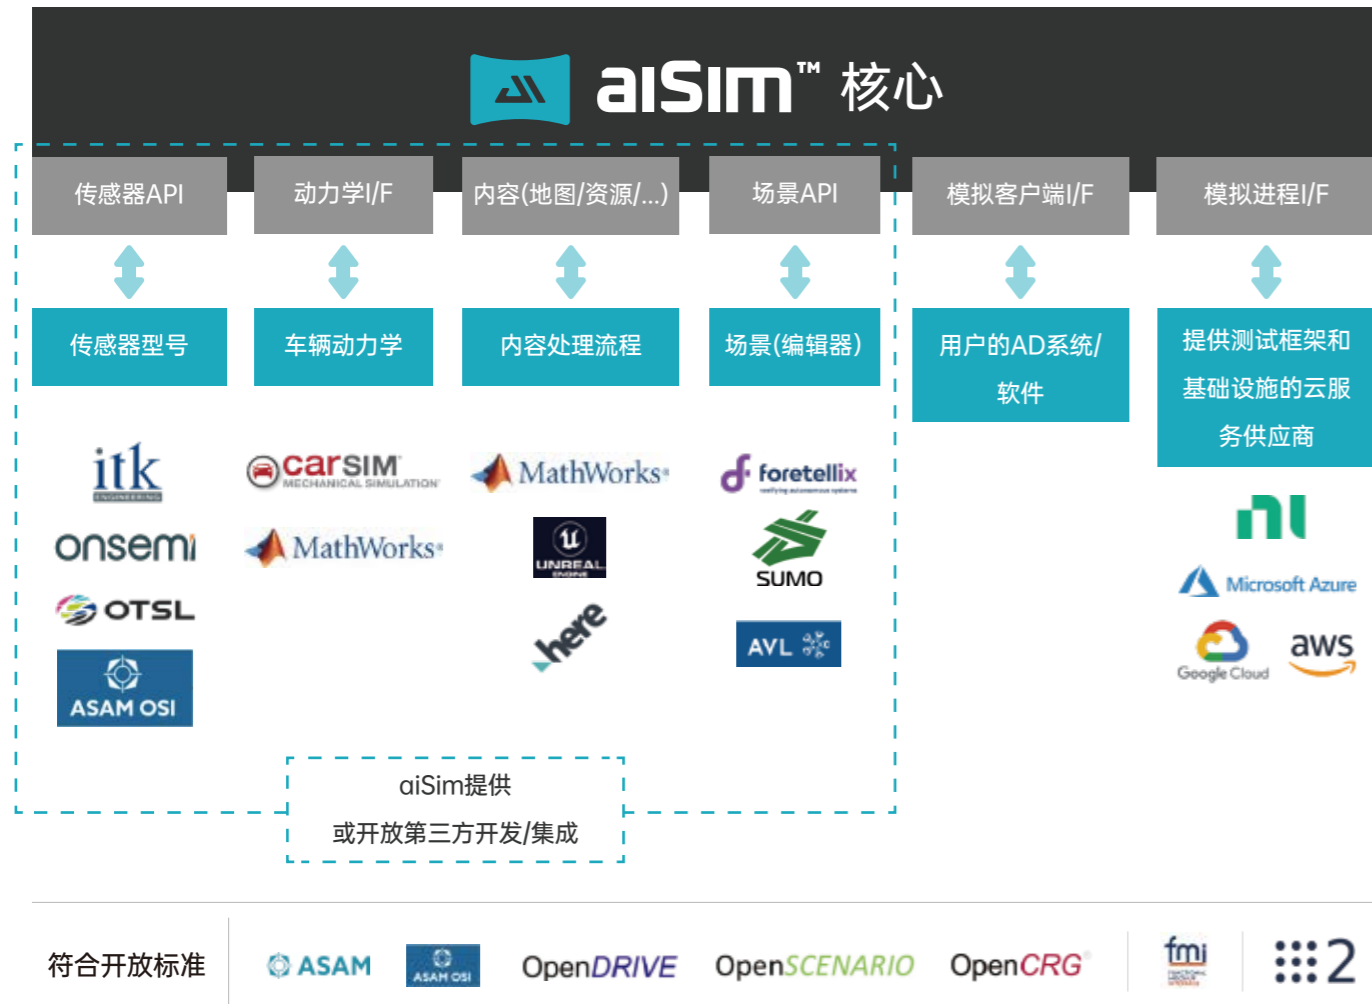 aiSim™ 核心
传感器API
动力学I/F
内容(地图/资源/...)
场景API
模拟客户端I/F
模拟进程I/F
传感器型号
车辆动力学
内容处理流程
场景(编辑器)
用户的AD系统/
软件
提供测试框架和
基础设施的云服
务供应商
itk
ENGINEERING
onsemi
OTSL
ASAM OSI
carSIM
MECHANICAL SIMULATION
MathWorks®
MathWorks®
UNREAL
ENGINE
here
foretellix
verifying autonomous systems
SUMO
AVL
ni
Microsoft Azure
Google Cloud
aws
aiSim提供
或开放第三方开发/集成
符合开放标准
ASAM
ASAM OSI
OpenDRIVE
OpenSCENARIO
OpenCRG
fmi
2